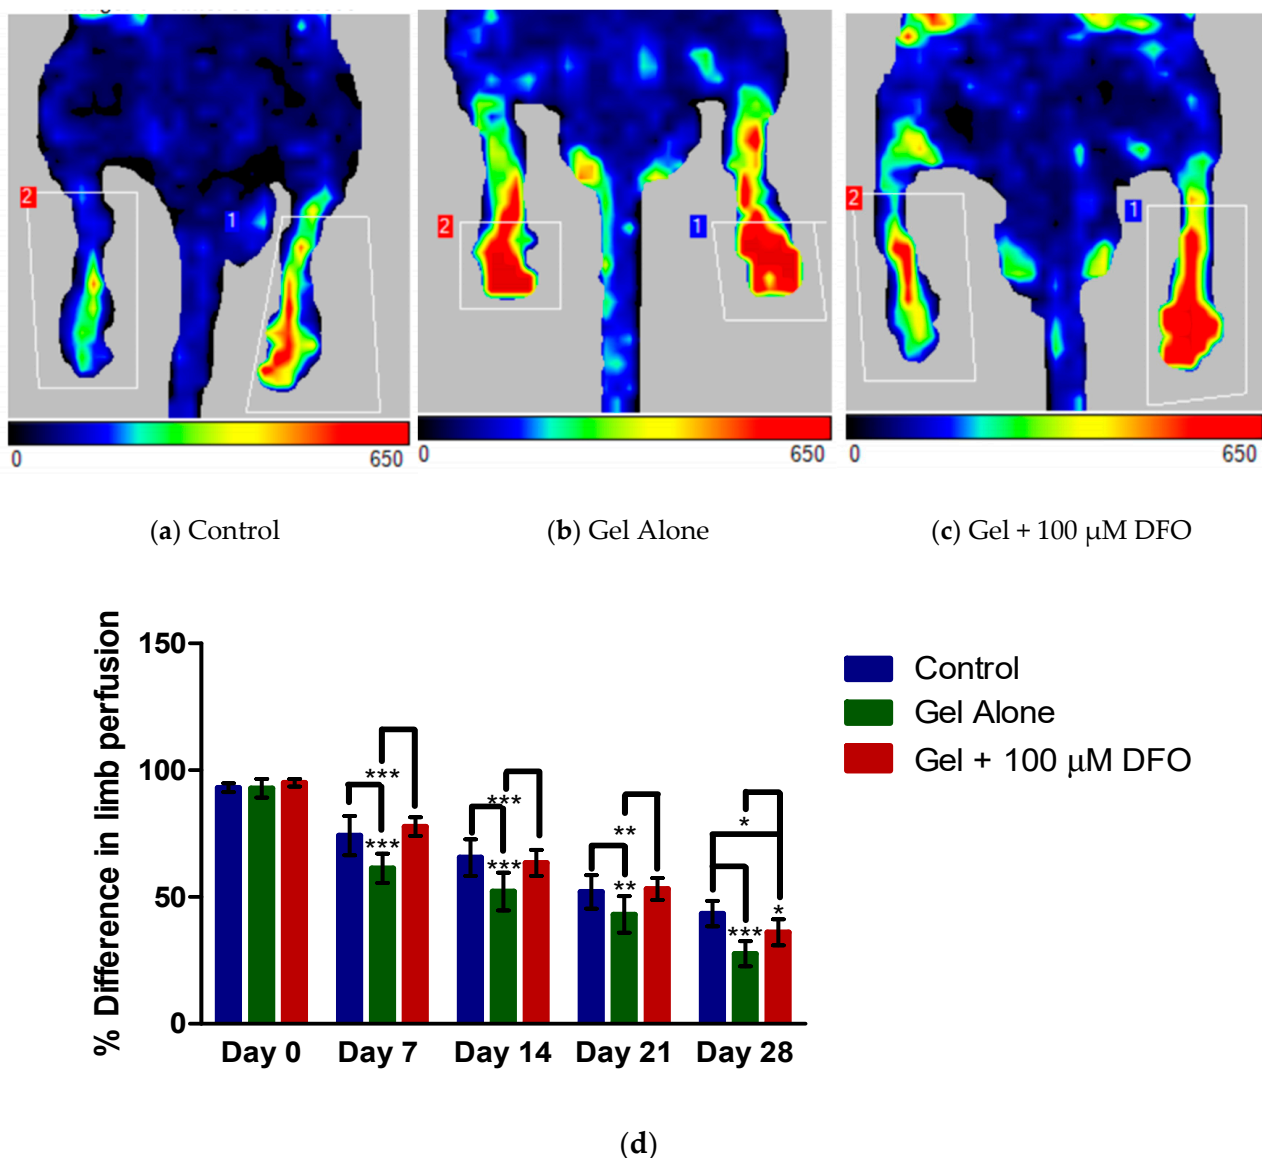 2
1
2
1
2
1
0 650
0 650
0 650
(a) Control
(b) Gel Alone
(c) Gel + 100 µM DFO
% Difference in limb perfusion
150
100
50
0
***
***
***
***
**
**
*
***
*
Day 0 Day 7 Day 14 Day 21 Day 28
Control
Gel Alone
Gel + 100 µM DFO
(d)